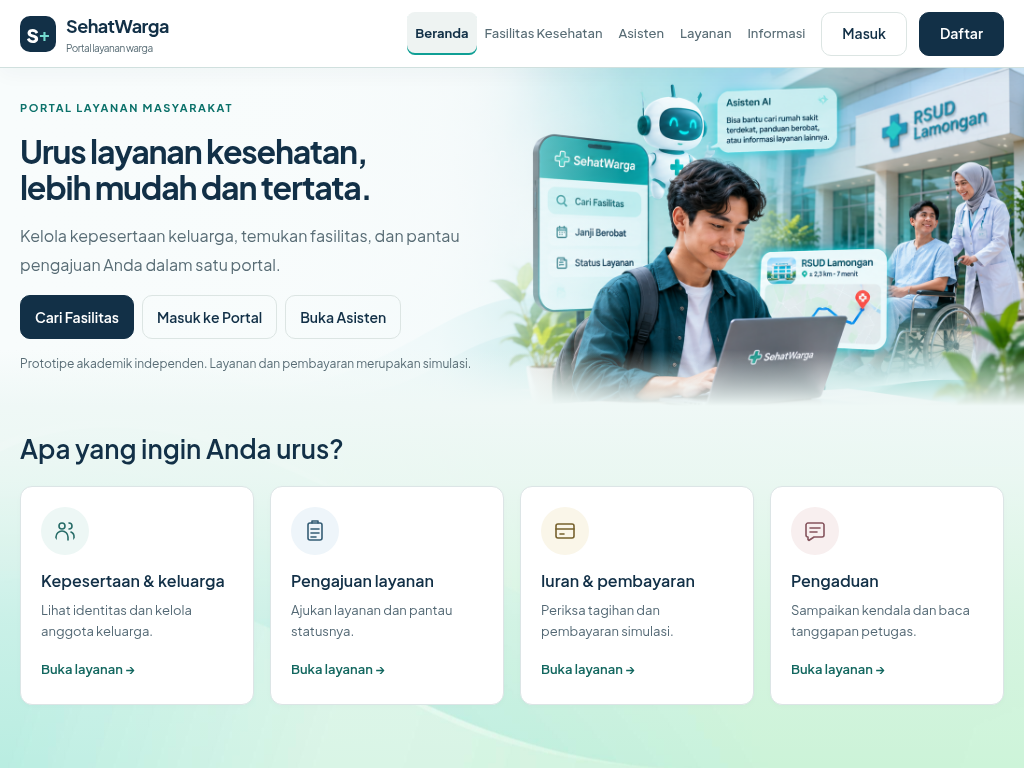 S+
SehatWarga
Portal layanan warga
Beranda
Fasilitas Kesehatan
Asisten
Layanan
Informasi
Masuk
Daftar
PORTAL LAYANAN MASYARAKAT
Urus layanan kesehatan,
lebih mudah dan tertata.
Kelola kepesertaan keluarga, temukan fasilitas, dan pantau
pengajuan Anda dalam satu portal.
Cari Fasilitas
Masuk ke Portal
Buka Asisten
Prototipe akademik independen. Layanan dan pembayaran merupakan simulasi.
SehatWarga
Cari Fasilitas
Janji Berobat
Status Layanan
Asisten AI
Bisa bantu cari rumah sakit
terdekat, panduan berobat,
atau informasi layanan lainnya.
RSUD
Lamongan
RSUD Lamongan
± 2,3 km • 7 menit
SehatWarga
Apa yang ingin Anda urus?
Kepesertaan & keluarga
Lihat identitas dan kelola
anggota keluarga.
Buka layanan →
Pengajuan layanan
Ajukan layanan dan pantau
statusnya.
Buka layanan →
Iuran & pembayaran
Periksa tagihan dan
pembayaran simulasi.
Buka layanan →
Pengaduan
Sampaikan kendala dan baca
tanggapan petugas.
Buka layanan →